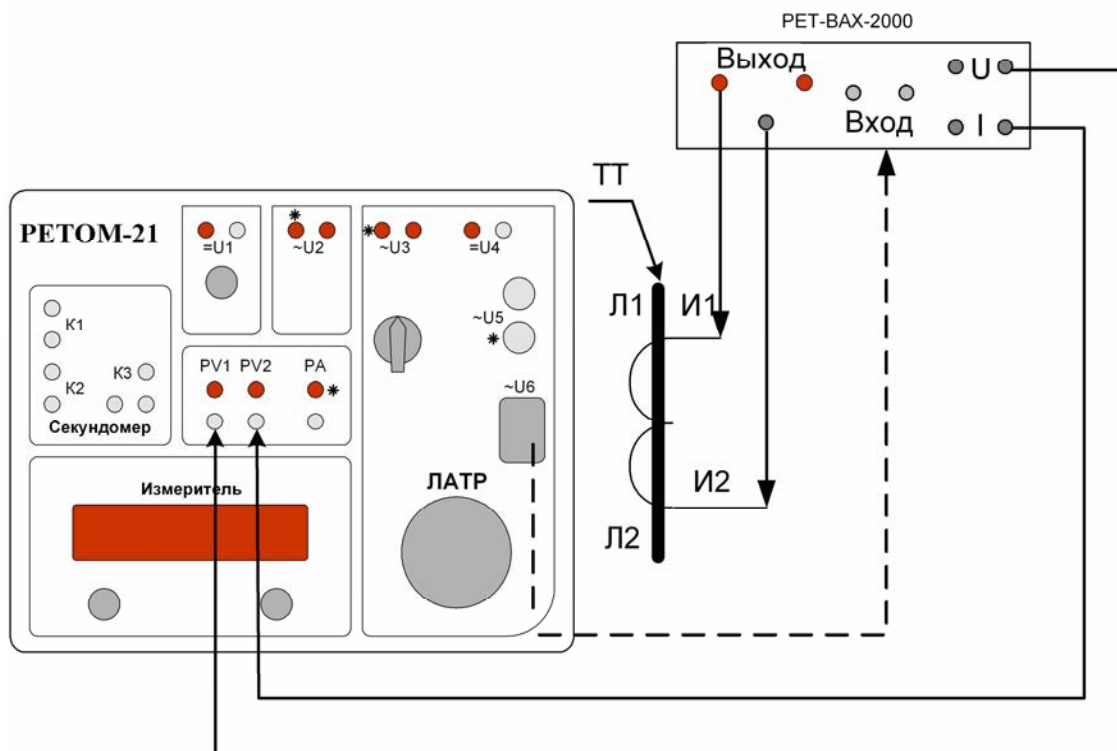 РЕТ-ВАХ-2000
Выход
U
Вход
I
ТТ
РЕТОМ-21
=U1
* ~U2
* ~U3
=U4
~U5
*
К1
К2
К3
Секундомер
PV1 PV2 PA
*
~U6
Л1 И1
И2
Л2
Измеритель
ЛАТР